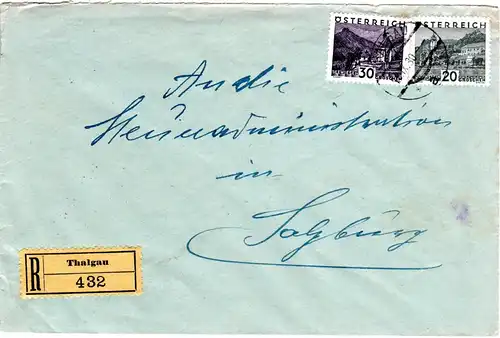 ÖSTERREICH ÖSTERREICH
30 20
An die
Steueradministration
in
Salzburg
R Thalgau
432